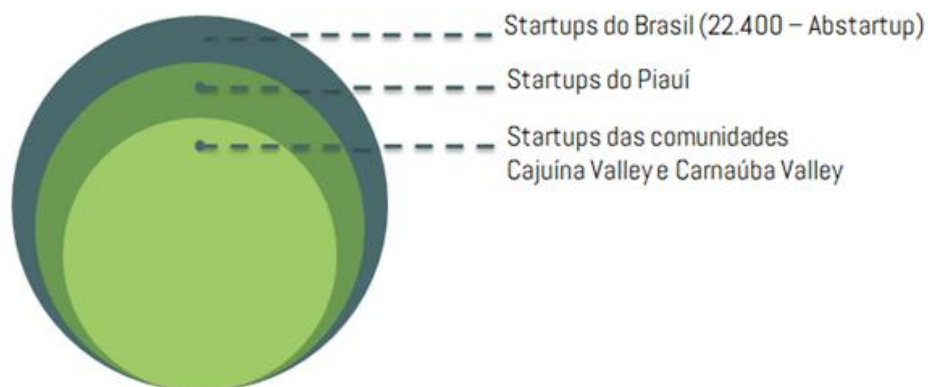 Startups do Brasil (22.400 – Abstartup)
Startups do Piauí
Startups das comunidades
Cajuína Valley e Carnaúba Valley